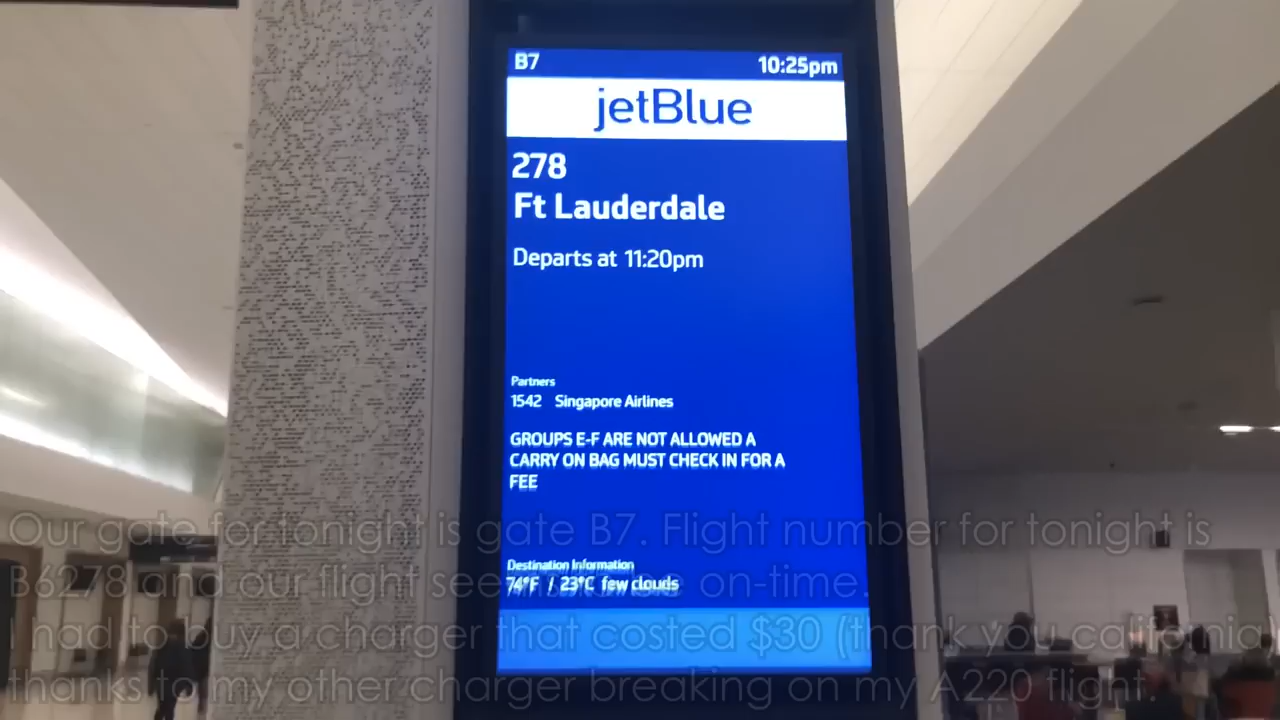 B7 10:25pm
jetBlue
278
Ft Lauderdale
Departs at 11:20pm
Partners
1542 Singapore Airlines
GROUPS E-F ARE NOT ALLOWED A
CARRY ON BAG MUST CHECK IN FOR A
FEE
Destination Information
74°F / 23°C few clouds
Our gate for tonight is gate B7. Flight number for tonight is
B6278 and our flight seems to be on-time.
had to buy a charger that costed $30 (thank you california)
thanks to my other charger breaking on my A220 flight.